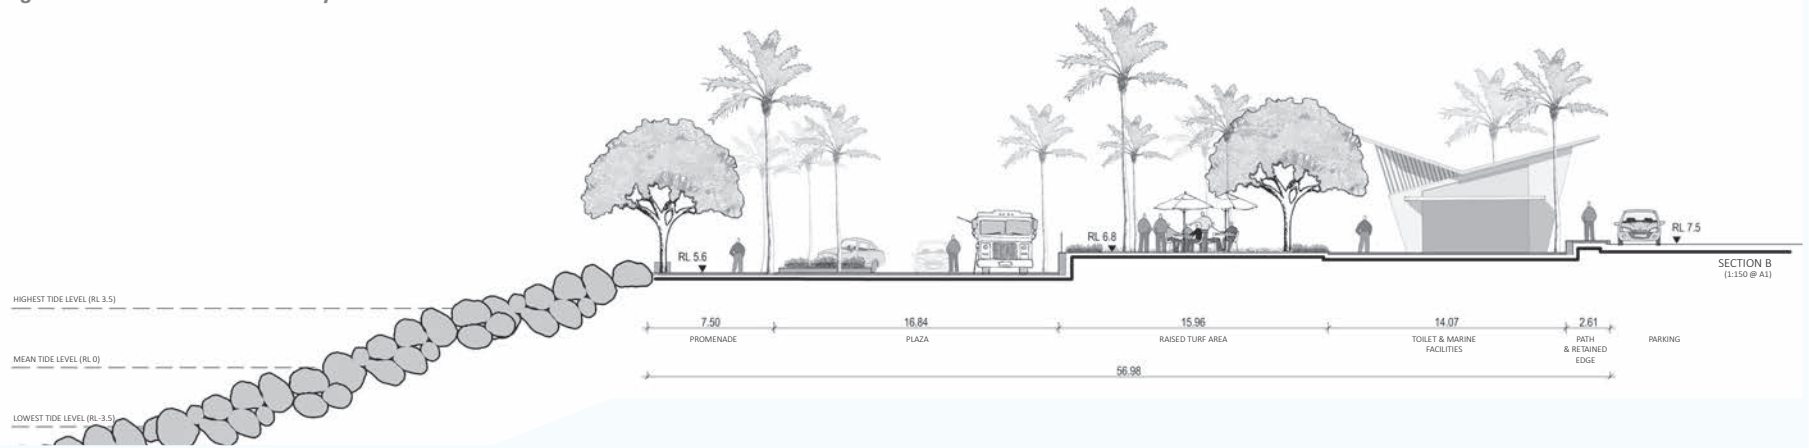 RL 5.6
RL 6.8
RL 7.5
SECTION B
(1:150 @ A1)
HIGHEST TIDE LEVEL (RL 3.5)
MEAN TIDE LEVEL (RL 0)
LOWEST TIDE LEVEL (RL-3.5)
7.50
16.84
15.96
14.07
2.61
PROMENADE
PLAZA
RAISED TURF AREA
TOILET & MARINE
FACILITIES
PATH
& RETAINED
EDGE
PARKING
56.98